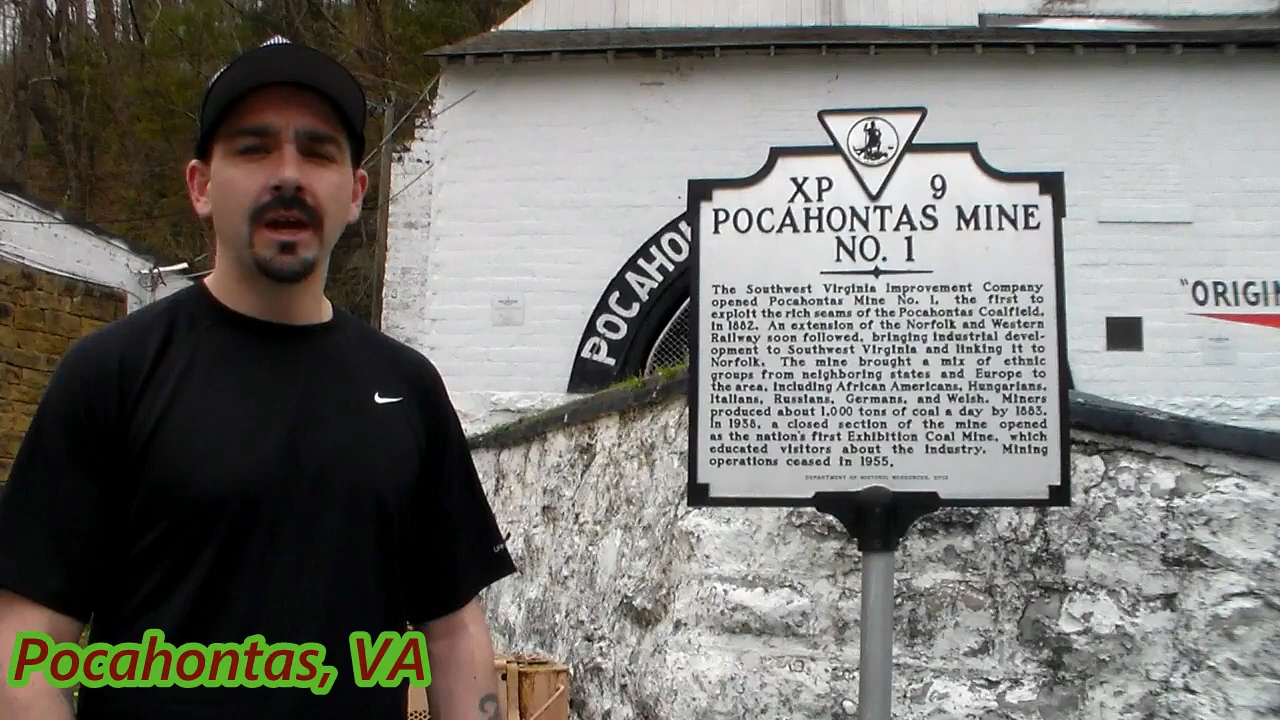 XP 9
POCAHONTAS MINE
NO. 1
The Southwest Virginia Improvement Company
opened Pocahontas Mine No. 1, the first to
exploit the rich seams of the Pocahontas Coalfield,
in 1882. An extension of the Norfolk and Western
Railway soon followed, bringing industrial devel-
opment to Southwest Virginia and linking it to
Norfolk. The mine brought a mix of ethnic
groups from neighboring states and Europe to
the area, including African Americans, Hungarians,
Italians, Russians, Germans, and Welsh. Miners
produced about 1,000 tons of coal a day by 1883.
In 1938, a closed section of the mine opened
as the nation's first Exhibition Coal Mine, which
educated visitors about the industry. Mining
operations ceased in 1955.
DEPARTMENT OF HISTORIC RESOURCES,
POCAHO
"ORIGIN
Pocahontas, VA